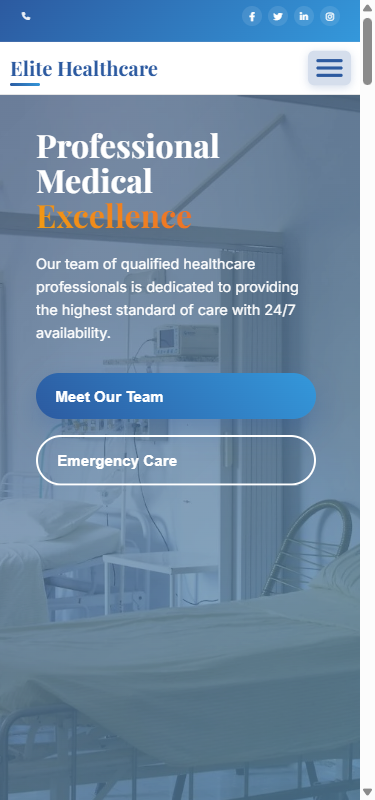 Elite Healthcare
Professional
Medical
Excellence
Our team of qualified healthcare
professionals is dedicated to providing
the highest standard of care with 24/7
availability.
Meet Our Team
Emergency Care